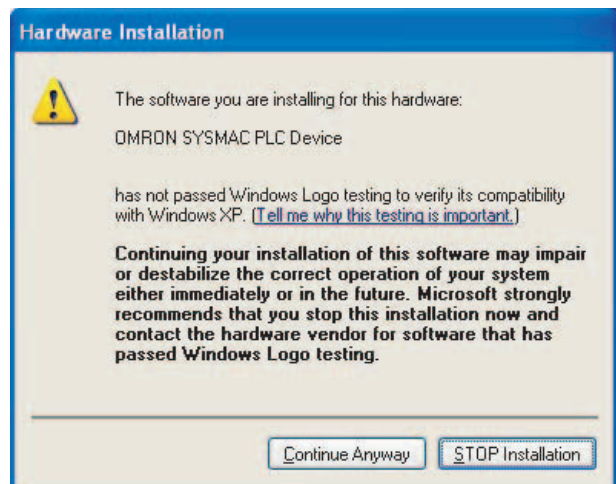 Hardware Installation
The software you are installing for this hardware:
OMRON SYSMAC PLC Device
has not passed Windows Logo testing to verify its compatibility
with Windows XP. (Tell me why this testing is important.)
Continuing your installation of this software may impair
or destabilize the correct operation of your system
either immediately or in the future. Microsoft strongly
recommends that you stop this installation now and
contact the hardware vendor for software that has
passed Windows Logo testing.
Continue Anyway
STOP Installation